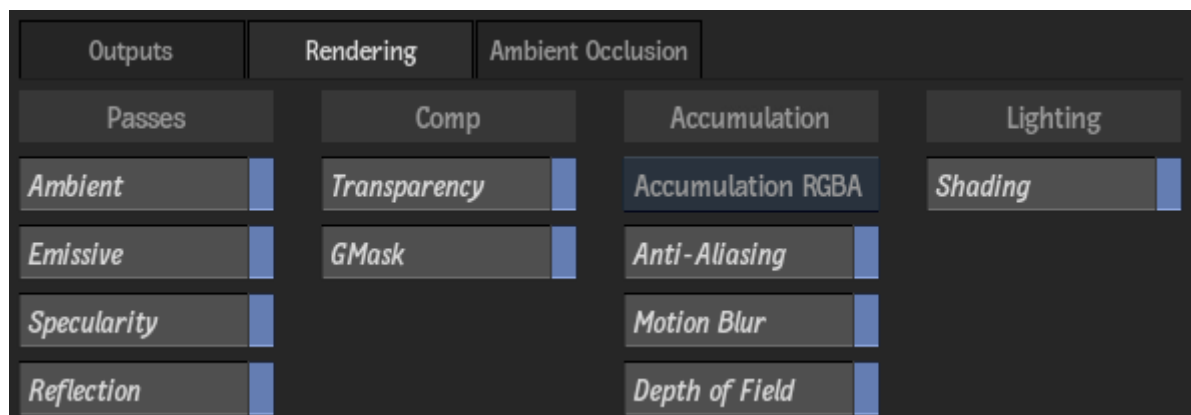 Outputs Rendering Ambient Occlusion
Passes Comp Accumulation Lighting
Ambient Transparency Accumulation RGBA Shading
Emissive GMask Anti-Aliasing
Specularity Motion Blur
Reflection Depth of Field